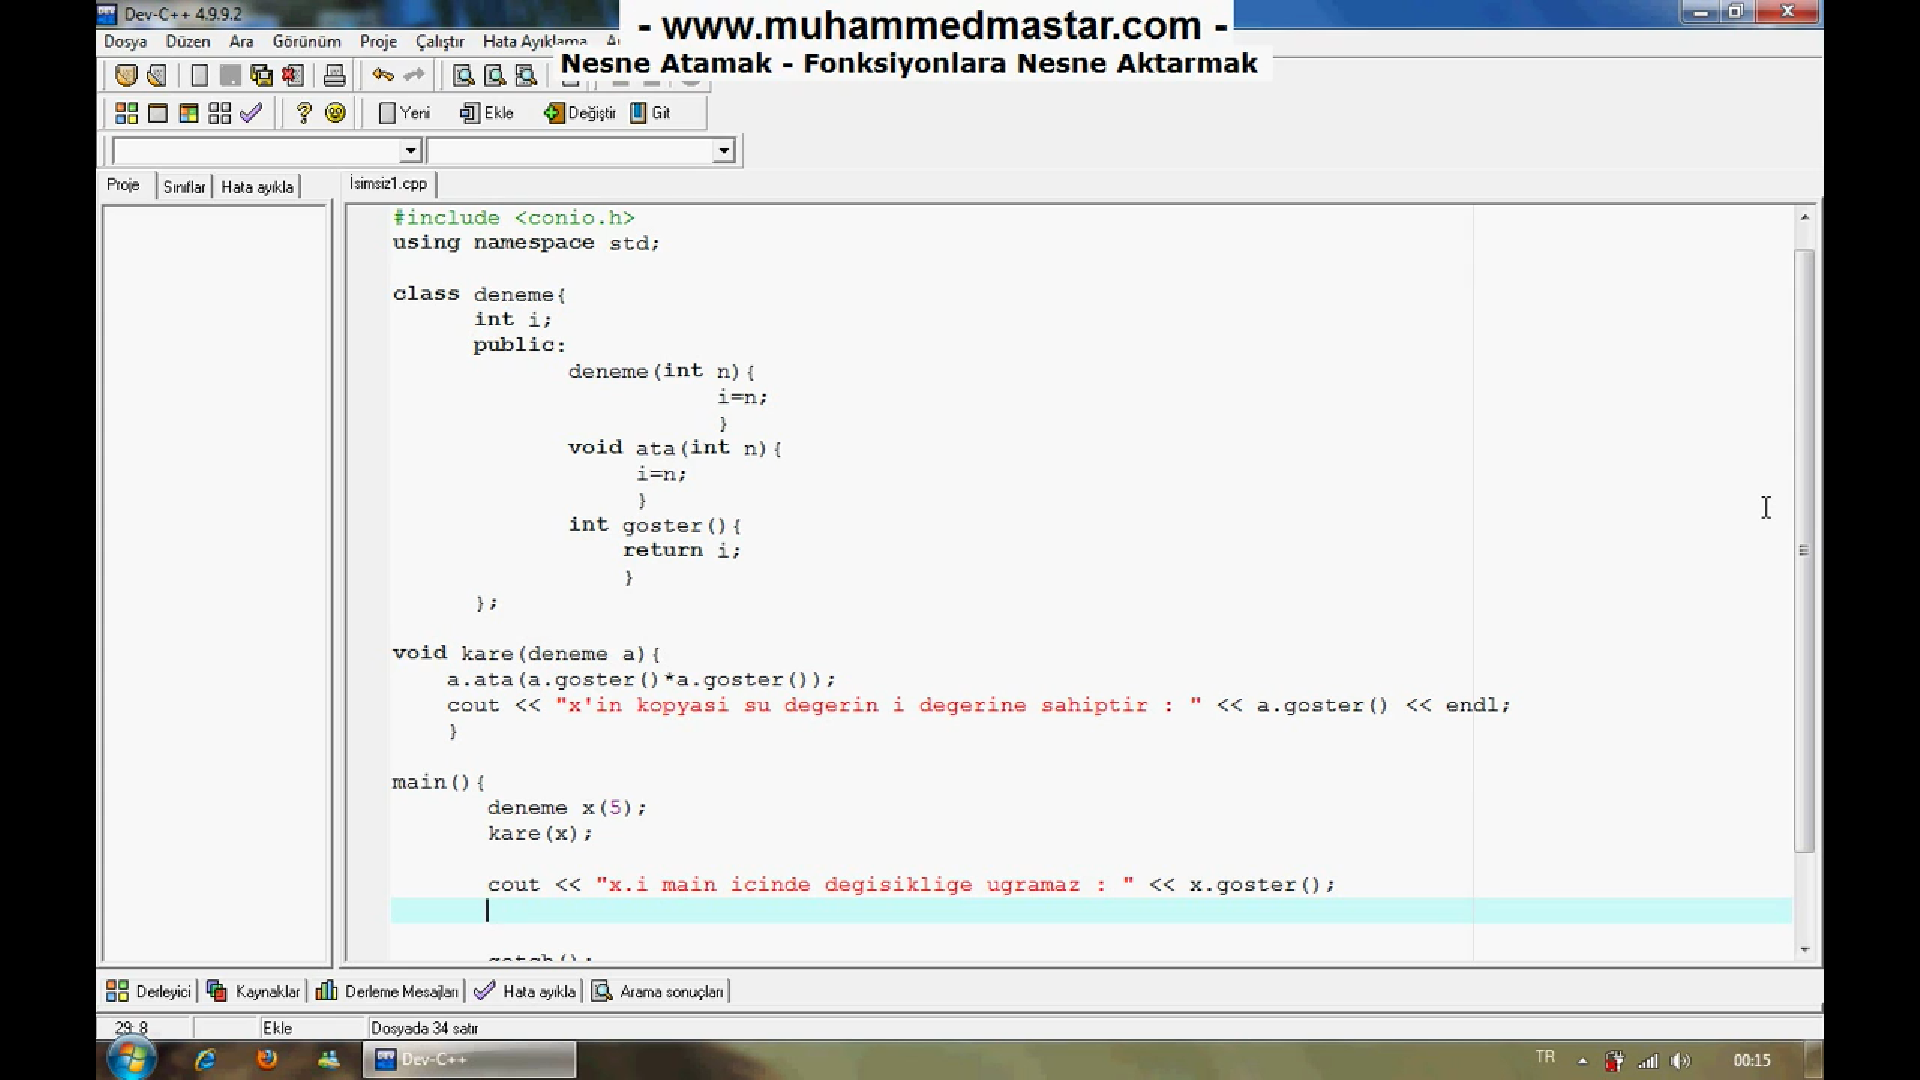 Dev-C++ 4.9.9.2
- www.muhammedmastar.com -
Dosya Düzen Ara Görünüm Proje Çalıştır Hata Ayıklama
Nesne Atamak - Fonksiyonlara Nesne Aktarmak
Yeni Ekle Değiştir Git
Proje Sınıflar Hata ayıkla İsimsiz1.cpp
#include <conio.h>
using namespace std;
class deneme{
int i;
public:
deneme(int n){
i=n;
}
void ata(int n){
i=n;
}
int goster(){
return i;
}
};
void kare(deneme a){
a.ata(a.goster()*a.goster());
cout << "x'in kopyasi su degerin i degerine sahiptir : " << a.goster() << endl;
}
main(){
deneme x(5);
kare(x);
cout << "x.i main icinde degisiklige ugramaz : " << x.goster();
getch();
Derleyici Kaynaklar Derleme Mesajları Hata ayıkla Arama sonuçları
29: 8 Ekle Dosyada 34 satır
Dev-C++ TR 00:15